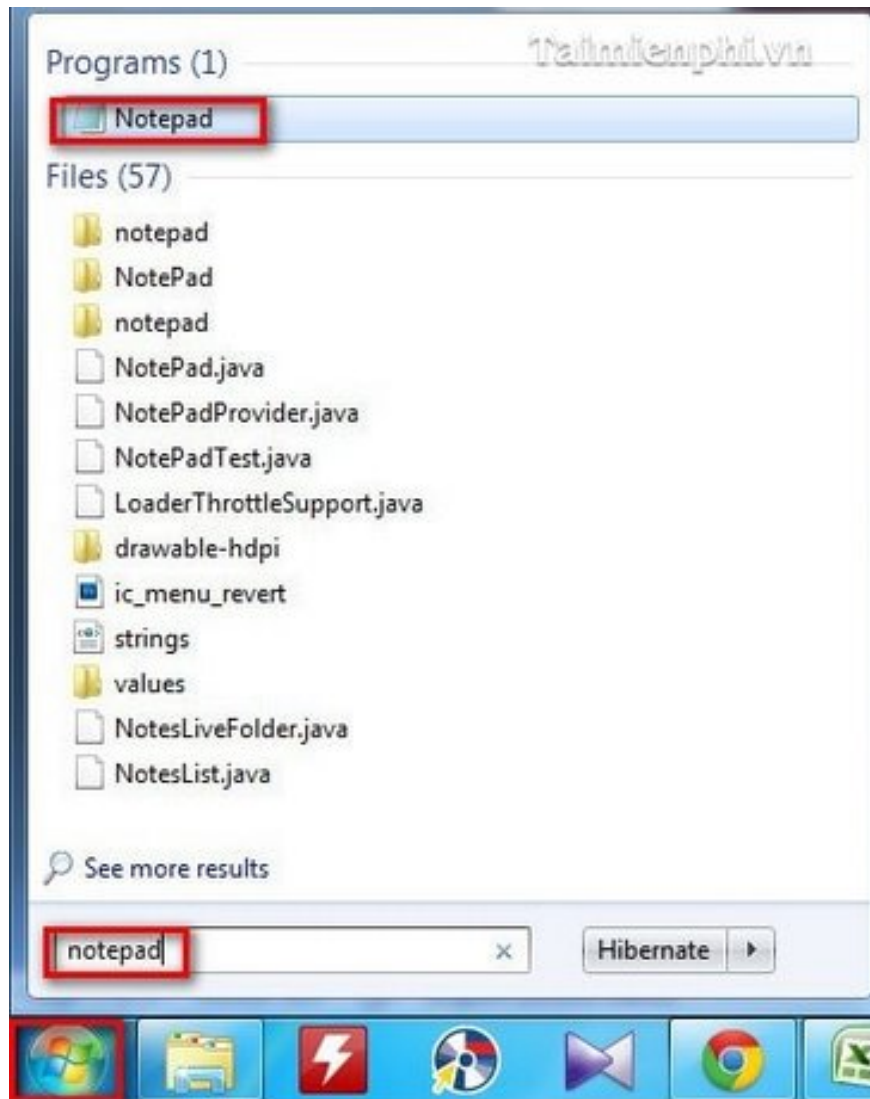 Taimienphi.vn
Programs (1)
Notepad
Files (57)
notepad
NotePad
notepad
NotePad.java
NotePadProvider.java
NotePadTest.java
LoaderThrottleSupport.java
drawable-hdpi
ic_menu_revert
strings
values
NotesLiveFolder.java
NotesList.java
See more results
notepad
Hibernate